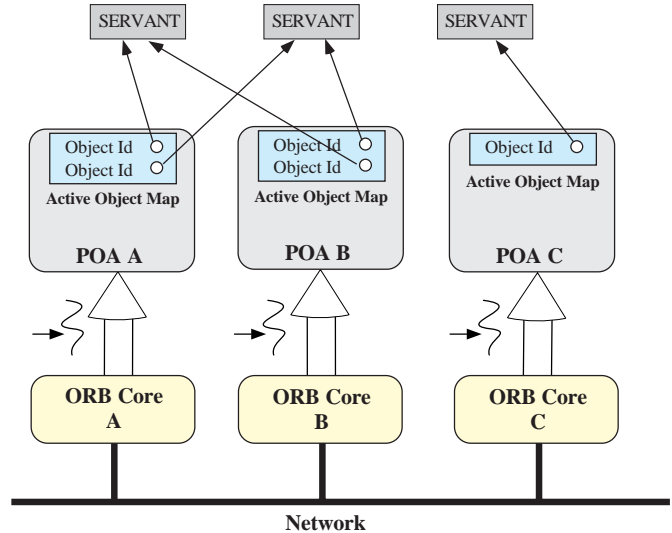 SERVANT
SERVANT
SERVANT
Object Id
Object Id
Active Object Map
POA A
Object Id
Object Id
Active Object Map
POA B
Object Id
Active Object Map
POA C
ORB Core
A
ORB Core
B
ORB Core
C
Network